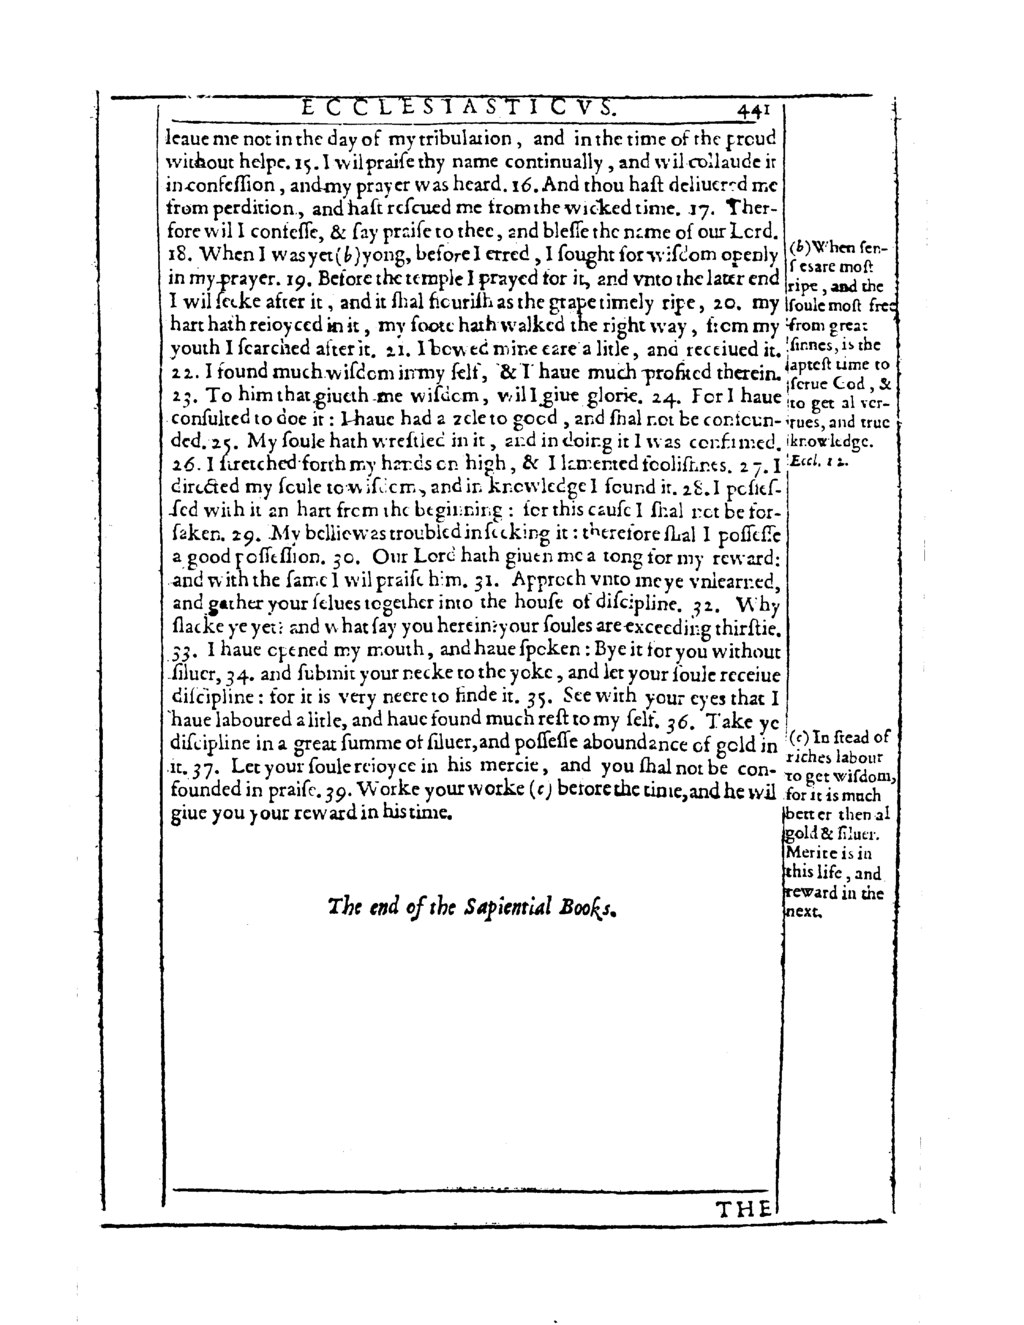 ECCLESIASTICVS. 441
leaue me not in the day of my tribulation, and in the time of the proud
without helpe. 15. I wil praiſe thy name continually, and wil collaude it
in confeſſion, and my prayer was heard. 16. And thou haſt deliuered me
from perdition, and haſt reſcued me from the wicked time. 17. Ther-
fore wil I confeſſe, & ſay praiſe to thee, and bleſſe the name of our Lord.
18. When I was yet (b) yong, before I erred, I ſought for wiſdom openly
in my prayer. 19. Before the temple I prayed for it, and vnto the later end
I wil ſeeke after it, and it ſhal flouriſh as the grape timely ripe, 20. my
hart hath reioyced in it, my foote hath walked the right way, from my
youth I ſearched after it. 21. I bowed mine eare a litle, and receiued it.
22. I found much wiſdom in my ſelf, & I haue much profited therein.
23. To him that giueth me wiſdom, wil I giue glorie. 24. For I haue
conſulted to doe it: I haue had a zele to good, and ſhal not be confoun-
ded. 25. My ſoule hath wreſtled in it, and in doing it I was confirmed.
26. I ſtretched forth my hands on high, & I lamented fooliſhnes. 27. I
directed my ſoule to wiſdom, and in knowledge I found it. 28. I poſſeſ-
ſed with it an hart from the beginning: for this cauſe I ſhal not be for-
ſaken. 29. My bellie was troubled in ſeeking it: therefore ſhal I poſſeſſe
a good poſſeſſion. 30. Our Lord hath giuen me a tong for my reward:
and with the ſame I wil praiſe him. 31. Approch vnto me ye vnlearned,
and gather your ſelues together into the houſe of diſcipline. 32. Why
ſlacke ye yet? and what ſay you herein? your ſoules are exceeding thirſtie.
33. I haue opened my mouth, and haue ſpoken: Bye it for you without
ſiluer, 34. and ſubmit your necke to the yoke, and let your ſoule receiue
diſcipline: for it is very neere to finde it. 35. See with your eyes that I
haue laboured a litle, and haue found much reſt to my ſelf. 36. Take ye
diſcipline in a great ſumme of ſiluer, and poſſeſſe aboundance of gold in
it. 37. Let your ſoule reioyce in his mercie, and you ſhal not be con-
founded in praiſe. 39. Worke your worke (c) before the time, and he wil
giue you your reward in his time.
(b) When ſen-
ſes are moſt
ripe, and the
ſoule moſt free
from great
ſinnes, is the
apteſt time to
ſerue God, &
to get al ver-
tues, and true
knowledge.
Eccl. 12.
(c) In ſtead of
riches labour
to get wiſdom,
for it is much
better then al
gold & ſiluer.
Merite is in
this life, and
reward in the
next.
The end of the Sapiential Books.
THE